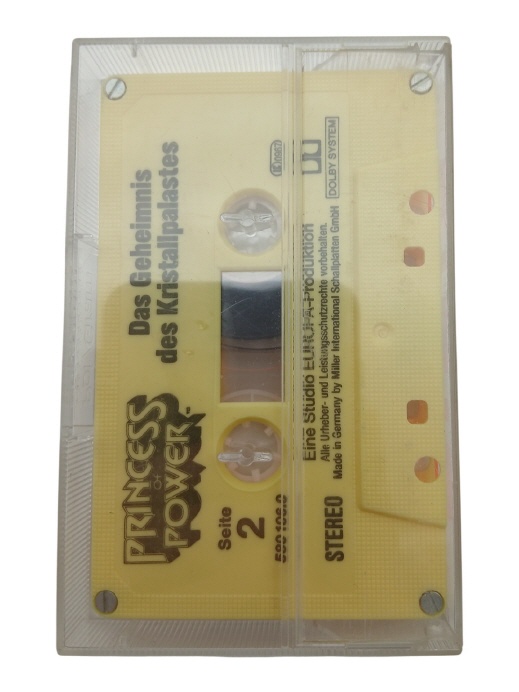 Das Geheimnis
des Kristallpalastes
PRINCESS
OF
POWER
Seite
2
STEREO
Eine Studio EUROPA-Produktion
Alle Urheber- und Leistungsschutzrechte vorbehalten.
Made in Germany by Miller International Schallplatten GmbH
DOLBY SYSTEM